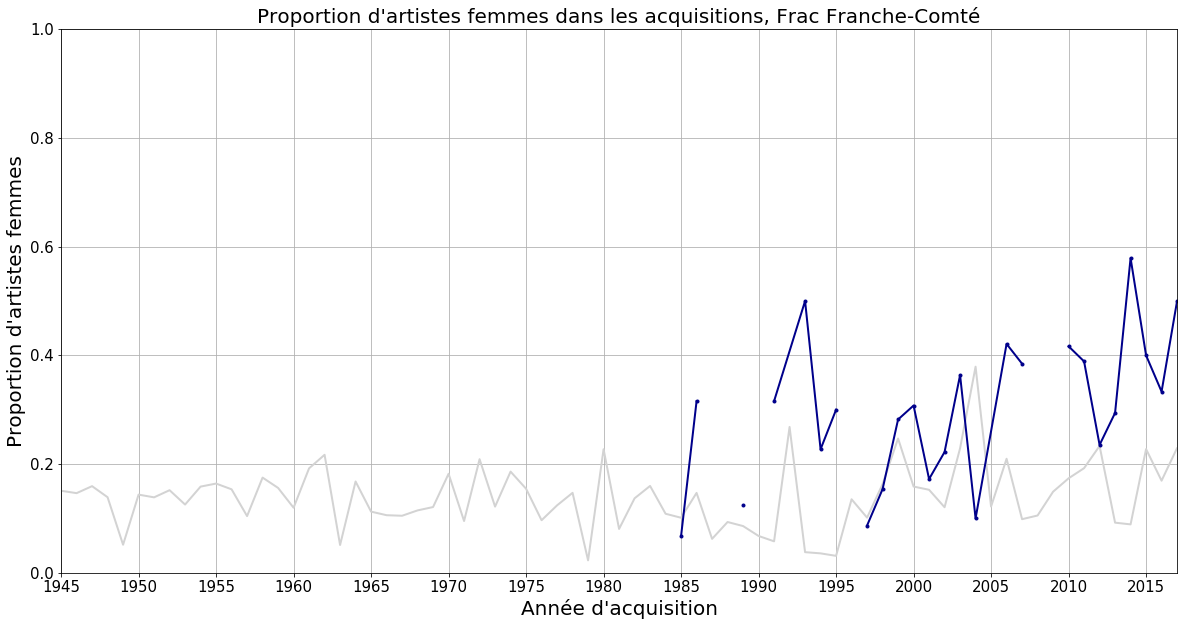 Proportion d'artistes femmes dans les acquisitions, Frac Franche-Comté
1.0
0.8
0.6
0.4
0.2
0.0
Proportion d'artistes femmes
1945 1950 1955 1960 1965 1970 1975 1980 1985 1990 1995 2000 2005 2010 2015
Année d'acquisition